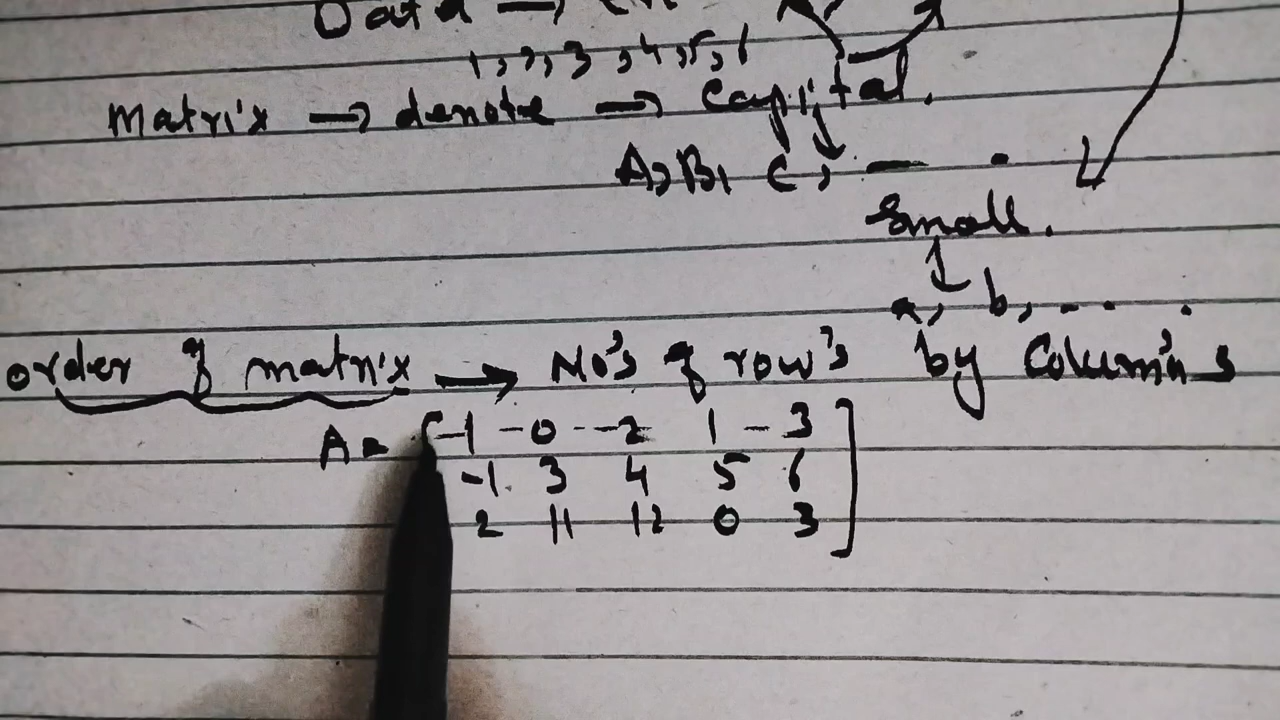 Data →
1, 2, 3, 4, 5, 6
Matrix → denote → Capital.
A, B, C, — .
Small.
a, b, - - .
order of matrix → No's of row's by Column's
A = [ -1 -0 -2 1 -3
-1 3 4 5 6
2 11 12 0 3 ]